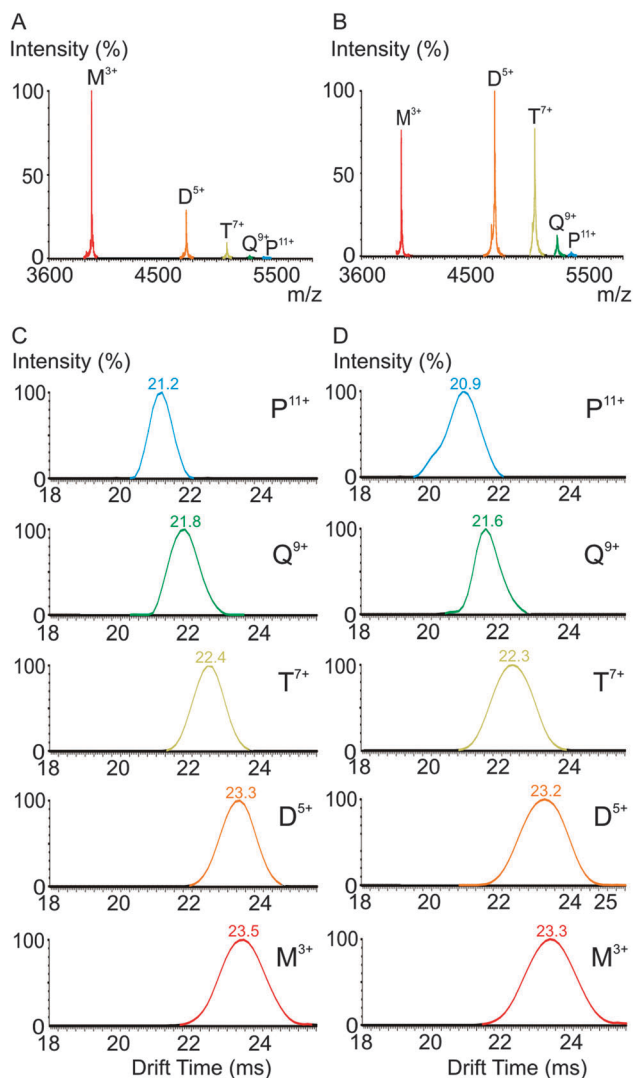 A
Intensity (%)
M3+
100
50
0
D5+
T7+
Q9+
P11+
3600
4500
5500
m/z
B
Intensity (%)
100
50
0
M3+
D5+
T7+
Q9+
P11+
3600
4500
5500
m/z
C
Intensity (%)
21.2
100
P11+
0
18 20 22 24
21.8
100
Q9+
0
18 20 22 24
22.4
100
T7+
0
18 20 22 24
23.3
100
D5+
0
18 20 22 24
23.5
100
M3+
0
18 20 22 24
Drift Time (ms)
D
Intensity (%)
20.9
100
P11+
0
18 20 22 24
21.6
100
Q9+
0
18 20 22 24
22.3
100
T7+
0
18 20 22 24
23.2
100
D5+
0
18 20 22 24 25
23.3
100
M3+
0
18 20 22 24
Drift Time (ms)